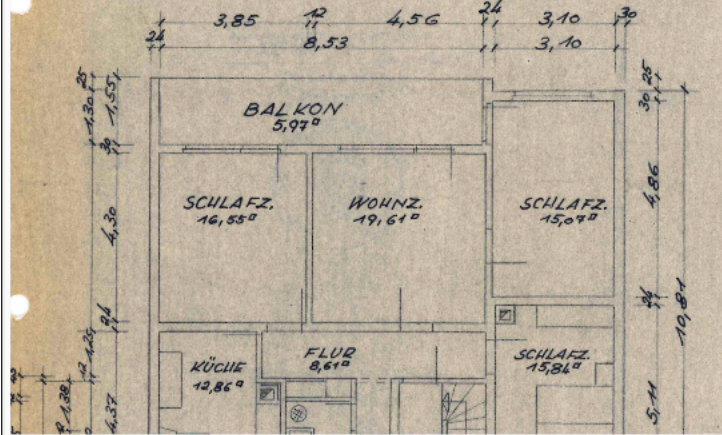 3,85 12 4,56 24 3,10 30
24 8,53 3,10
25
1,30
1,55
30
4,30
24
1,25
12
1,38
4,37
BALKON
5,97□
SCHLAFZ.
16,55□
WOHNZ.
19,61□
SCHLAFZ.
15,07□
KÜCHE
12,86□
FLUR
8,61□
SCHLAFZ.
15,84□
25
30
4,86
24
10,81
5,11